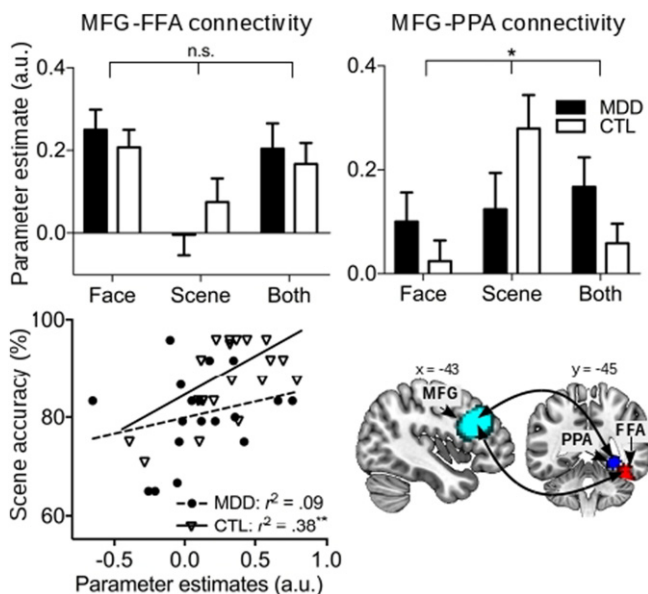 MFG-FFA connectivity
n.s.
Parameter estimate (a.u.)
0.4
0.2
0.0
Face Scene Both
MFG-PPA connectivity
*
0.4
0.2
0.0
MDD
CTL
Face Scene Both
Scene accuracy (%)
100
80
60
MDD: r² = .09
CTL: r² = .38**
-0.5 0.0 0.5 1.0
Parameter estimates (a.u.)
x = -43
y = -45
MFG
FFA
PPA